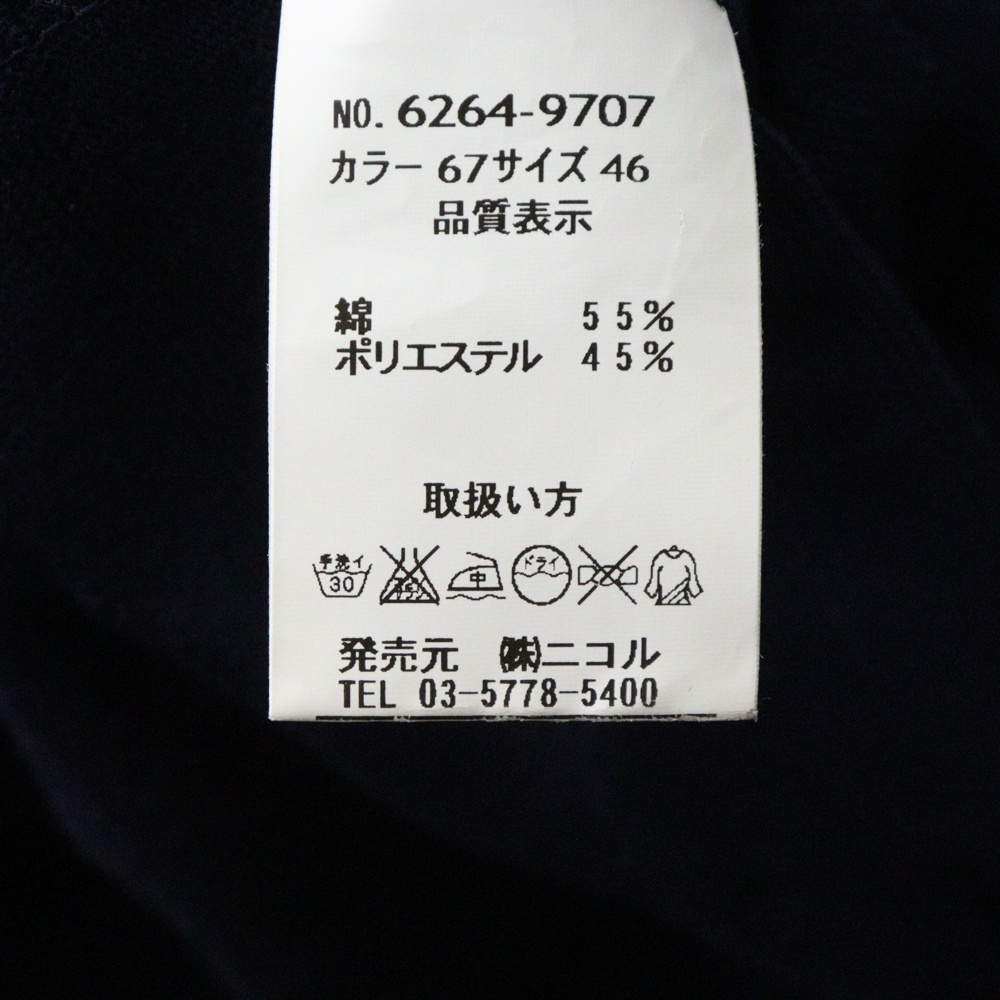 NO. 6264-9707
カラー 67サイズ 46
品質表示
綿 55%
ポリエステル 45%
取扱い方
手洗イ 30 中 ドライ
発売元 ㈱ニコル
TEL 03-5778-5400